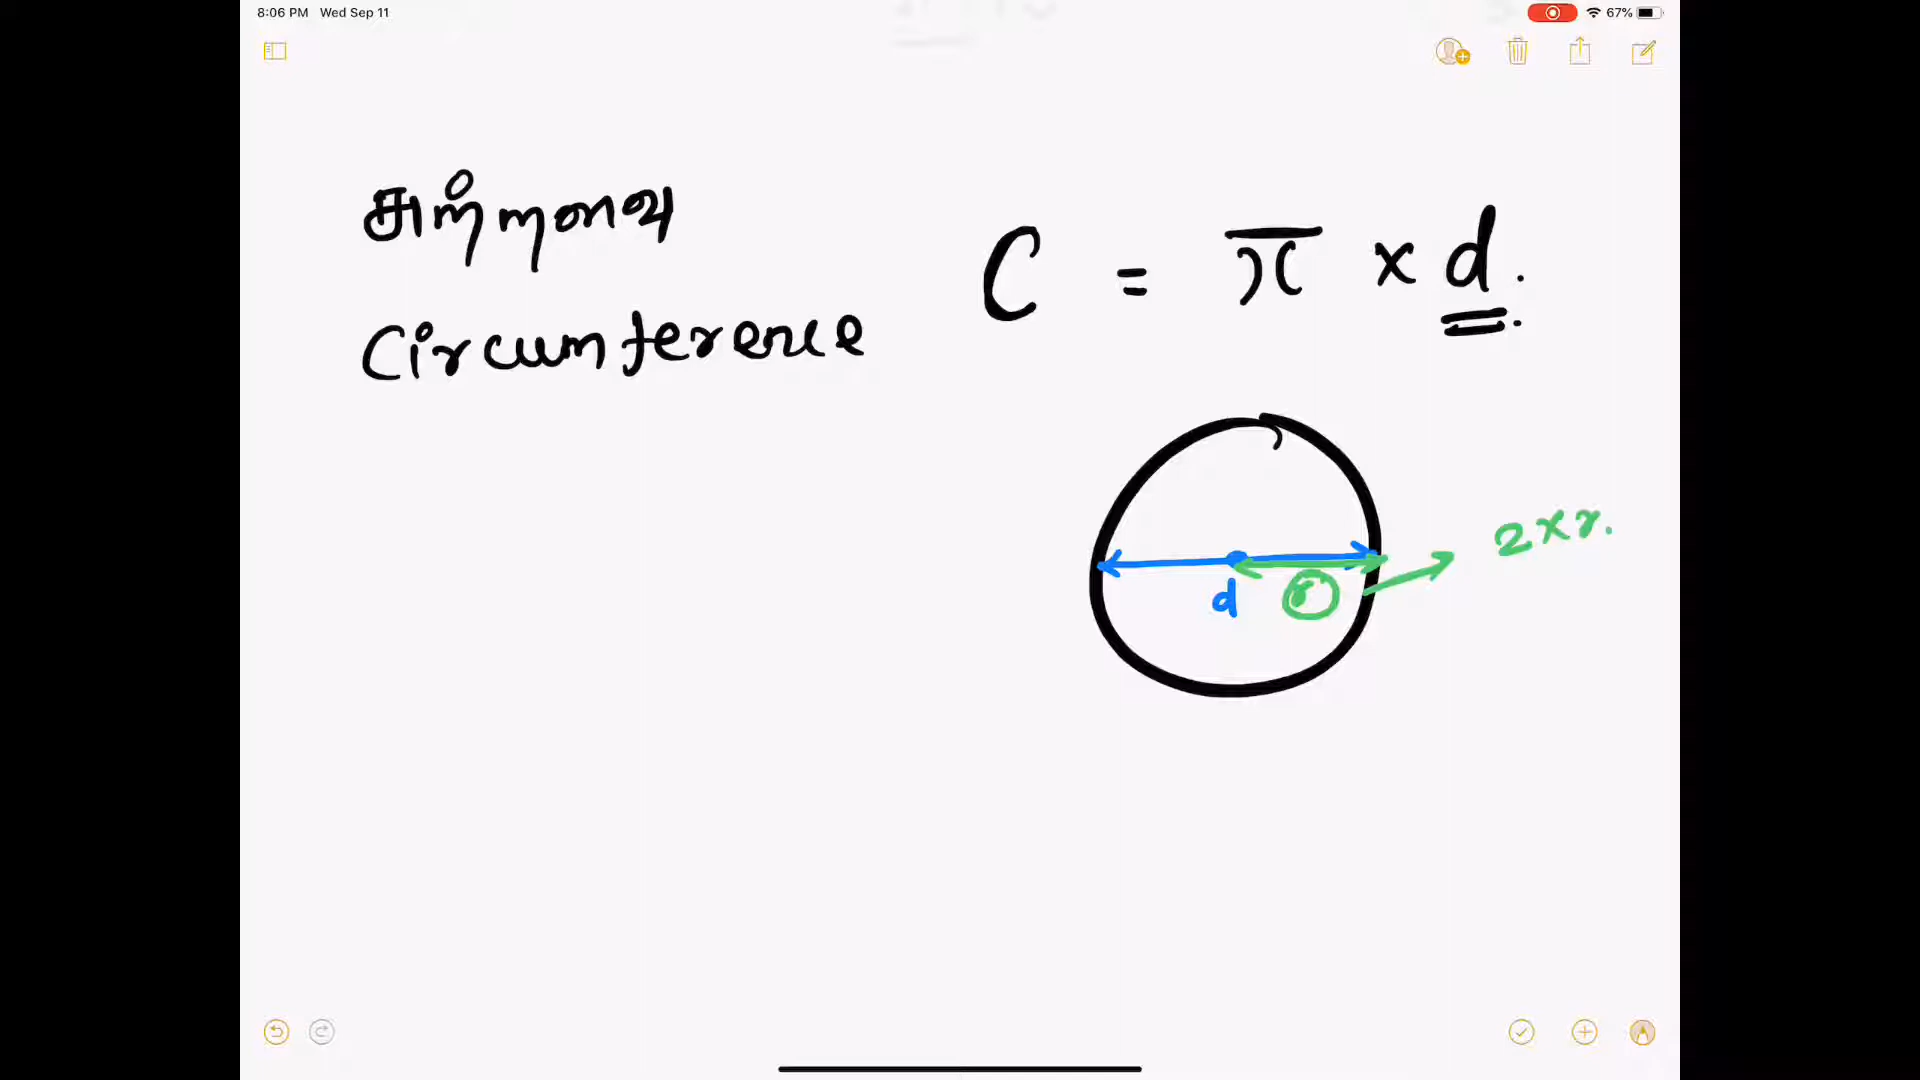 8:06 PM Wed Sep 11
67%
சுற்றளவு
Circumference
C = π × d.
2 × r.
d r